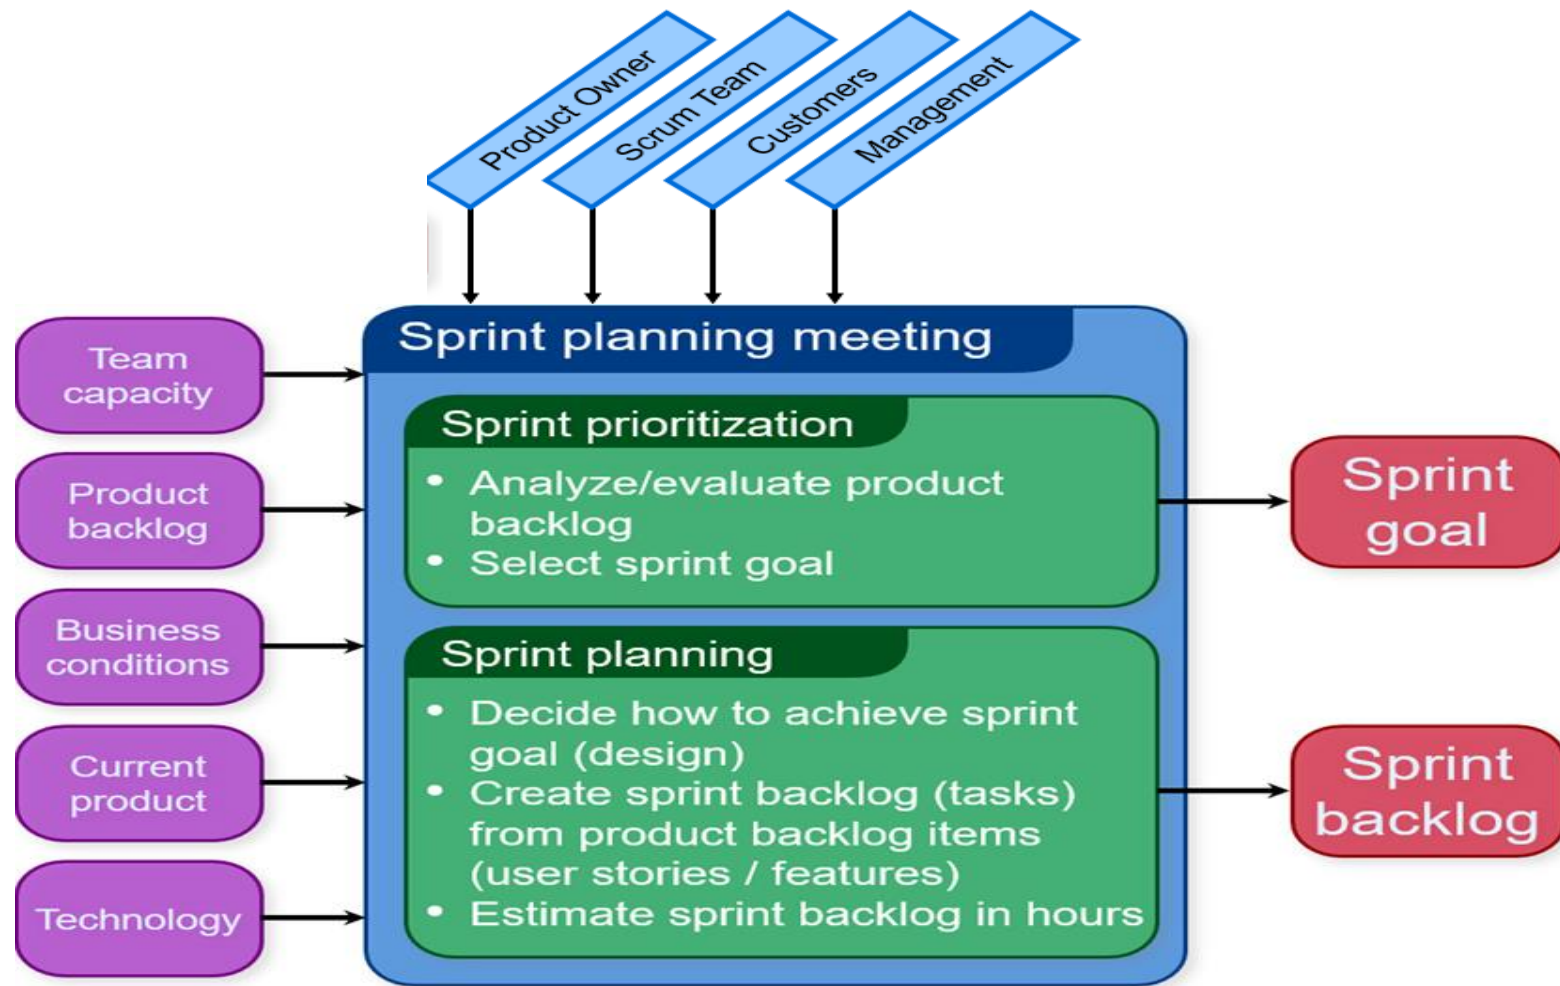 Product Owner
Scrum Team
Customers
Management
Sprint planning meeting
Team
capacity
Product
backlog
Business
conditions
Current
product
Technology
Sprint prioritization
• Analyze/evaluate product
backlog
• Select sprint goal
Sprint planning
• Decide how to achieve sprint
goal (design)
• Create sprint backlog (tasks)
from product backlog items
(user stories / features)
• Estimate sprint backlog in hours
Sprint
goal
Sprint
backlog